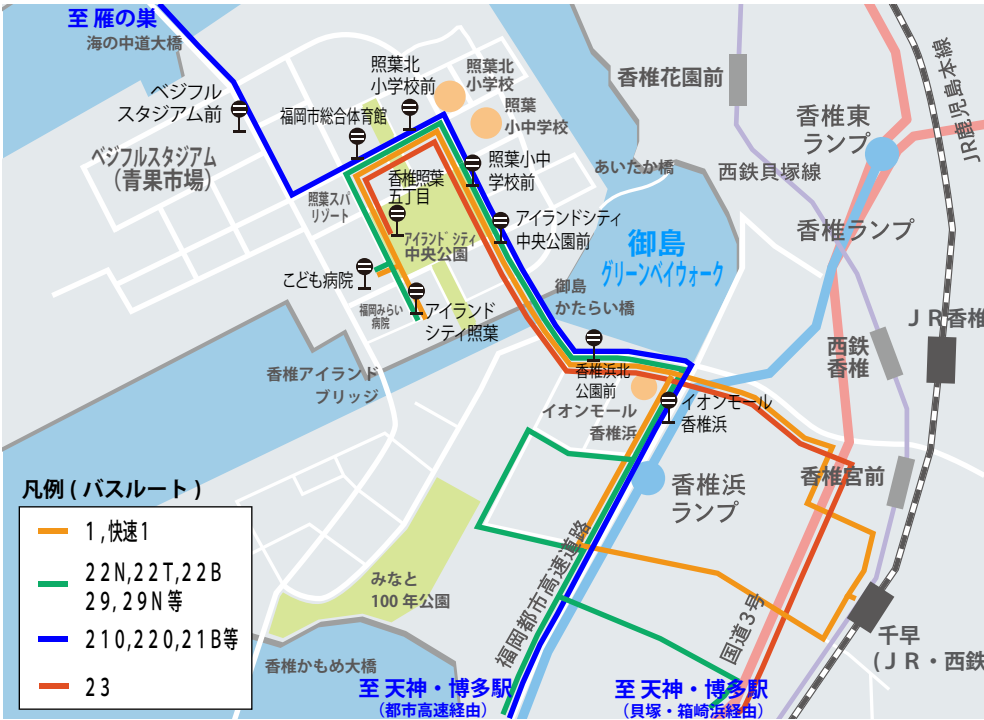 至 雁の巣
海の中道大橋
ベジフル
スタジアム前
福岡市総合体育館
照葉北
小学校前
照葉北
小学校
照葉
小中学校
ベジフルスタジアム
(青果市場)
照葉スパ
リゾート
香椎照葉
五丁目
照葉小中
学校前
アイランドシティ
中央公園前
アイランドシティ
中央公園
こども病院
福岡みらい
病院
アイランド
シティ照葉
香椎アイランド
ブリッジ
あいたか橋
御島
グリーンベイウォーク
御島
かたらい橋
香椎花園前
西鉄貝塚線
香椎東
ランプ
JR鹿児島本線
香椎ランプ
JR香椎
西鉄
香椎
香椎浜北
公園前
イオンモール
香椎浜
イオンモール
香椎浜
香椎宮前
香椎浜
ランプ
凡例(バスルート)
1,快速1
22N,22T,22B
29,29N等
210,220,21B等
23
みなと
100年公園
香椎かもめ大橋
福岡都市高速道路
国道3号
千早
(JR・西鉄
至 天神・博多駅
(都市高速経由)
至 天神・博多駅
(貝塚・箱崎浜経由)